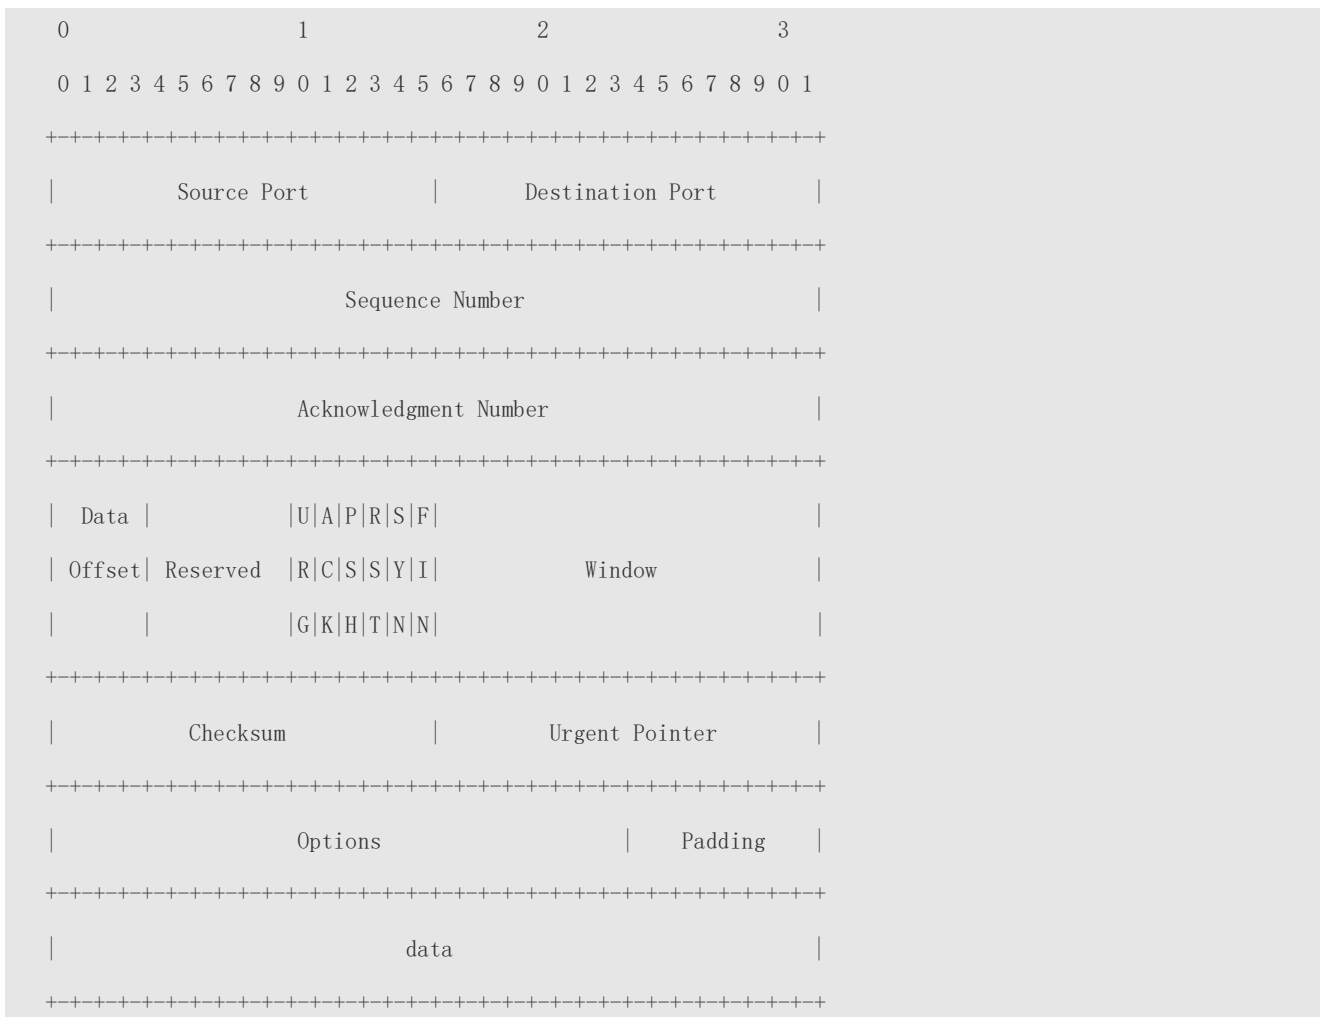 0                   1                   2                   3
 0 1 2 3 4 5 6 7 8 9 0 1 2 3 4 5 6 7 8 9 0 1 2 3 4 5 6 7 8 9 0 1
+-+-+-+-+-+-+-+-+-+-+-+-+-+-+-+-+-+-+-+-+-+-+-+-+-+-+-+-+-+-+-+-+
|          Source Port          |       Destination Port        |
+-+-+-+-+-+-+-+-+-+-+-+-+-+-+-+-+-+-+-+-+-+-+-+-+-+-+-+-+-+-+-+-+
|                        Sequence Number                        |
+-+-+-+-+-+-+-+-+-+-+-+-+-+-+-+-+-+-+-+-+-+-+-+-+-+-+-+-+-+-+-+-+
|                    Acknowledgment Number                      |
+-+-+-+-+-+-+-+-+-+-+-+-+-+-+-+-+-+-+-+-+-+-+-+-+-+-+-+-+-+-+-+-+
|  Data |           |U|A|P|R|S|F|                               |
| Offset| Reserved  |R|C|S|S|Y|I|            Window             |
|       |           |G|K|H|T|N|N|                               |
+-+-+-+-+-+-+-+-+-+-+-+-+-+-+-+-+-+-+-+-+-+-+-+-+-+-+-+-+-+-+-+-+
|           Checksum            |         Urgent Pointer        |
+-+-+-+-+-+-+-+-+-+-+-+-+-+-+-+-+-+-+-+-+-+-+-+-+-+-+-+-+-+-+-+-+
|                    Options                    |    Padding    |
+-+-+-+-+-+-+-+-+-+-+-+-+-+-+-+-+-+-+-+-+-+-+-+-+-+-+-+-+-+-+-+-+
|                             data                              |
+-+-+-+-+-+-+-+-+-+-+-+-+-+-+-+-+-+-+-+-+-+-+-+-+-+-+-+-+-+-+-+-+